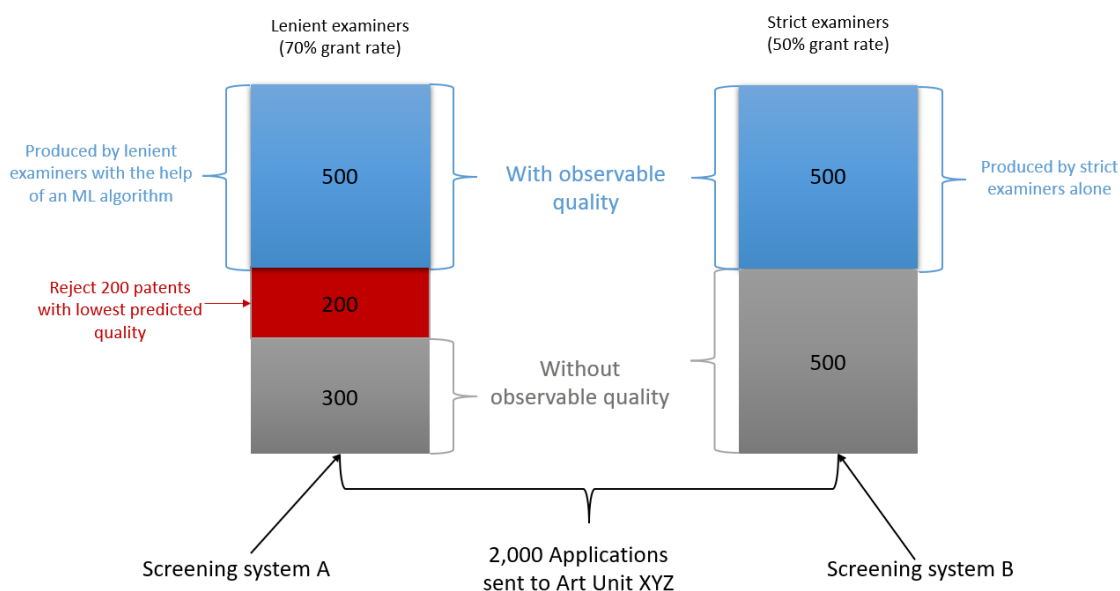 Lenient examiners
(70% grant rate)
Strict examiners
(50% grant rate)
Produced by lenient
examiners with the help
of an ML algorithm
500
With observable
quality
500
Produced by strict
examiners alone
Reject 200 patents
with lowest predicted
quality
200
300
Without
observable quality
500
Screening system A
2,000 Applications
sent to Art Unit XYZ
Screening system B